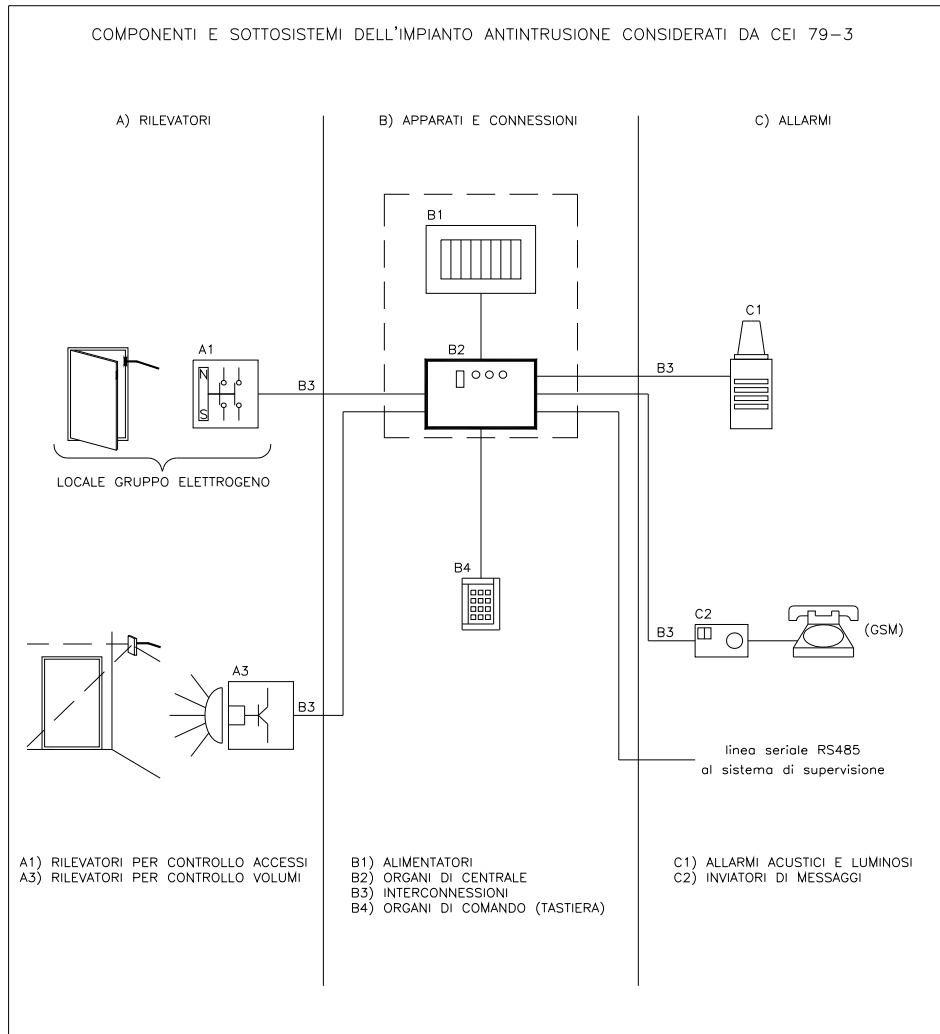 COMPONENTI E SOTTOSISTEMI DELL'IMPIANTO ANTINTRUSIONE CONSIDERATI DA CEI 79-3
A) RILEVATORI
B) APPARATI E CONNESSIONI
C) ALLARMI
B1
C1
A1
B2
N
S
B3
B3
LOCALE GRUPPO ELETTROGENO
B4
C2
(GSM)
B3
A3
B3
linea seriale RS485
al sistema di supervisione
A1) RILEVATORI PER CONTROLLO ACCESSI
A3) RILEVATORI PER CONTROLLO VOLUMI
B1) ALIMENTATORI
B2) ORGANI DI CENTRALE
B3) INTERCONNESSIONI
B4) ORGANI DI COMANDO (TASTIERA)
C1) ALLARMI ACUSTICI E LUMINOSI
C2) INVIATORI DI MESSAGGI